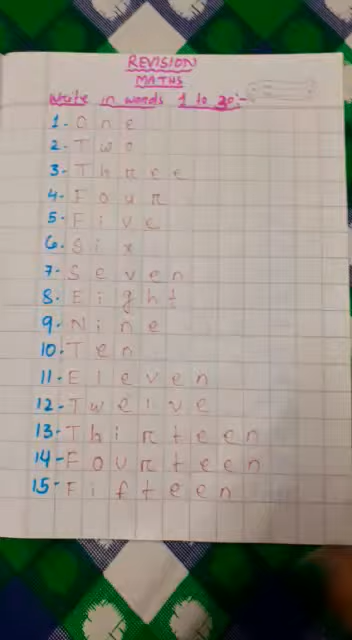 REVISION
MATHS
Write in words 1 to 30:-
1- One
2- Two
3- Three
4- Four
5- Five
6- Six
7- Seven
8- Eight
9- Nine
10- Ten
11- Eleven
12- Twelve
13- Thirteen
14- Fourteen
15- Fifteen